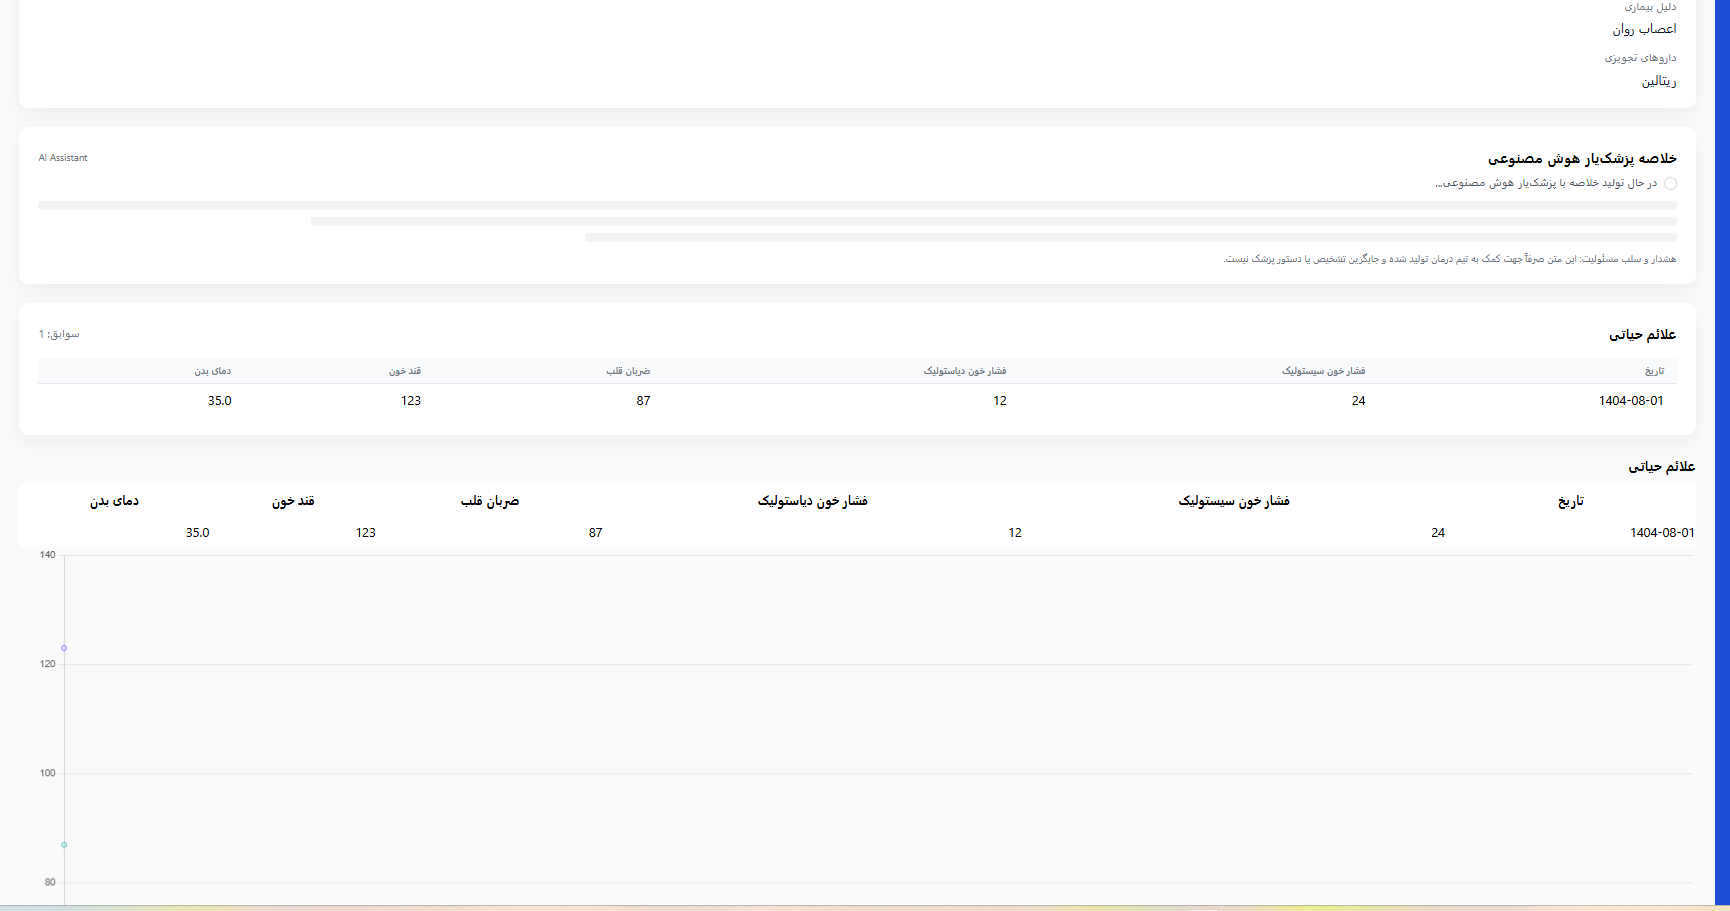 دلیل بیماری
اعصاب روان
داروهای تجویزی
ریتالین
خلاصه پزشک‌یار هوش مصنوعی
AI Assistant
در حال تولید خلاصه با پزشک‌یار هوش مصنوعی...
هشدار و سلب مسئولیت: این متن صرفاً جهت کمک به تیم درمان تولید شده و جایگزین تشخیص یا دستور پزشک نیست.
علائم حیاتی
سوابق: 1
تاریخ فشار خون سیستولیک فشار خون دیاستولیک ضربان قلب قند خون دمای بدن
1404-08-01 24 12 87 123 35.0
علائم حیاتی
تاریخ فشار خون سیستولیک فشار خون دیاستولیک ضربان قلب قند خون دمای بدن
1404-08-01 24 12 87 123 35.0
140
120
100
80